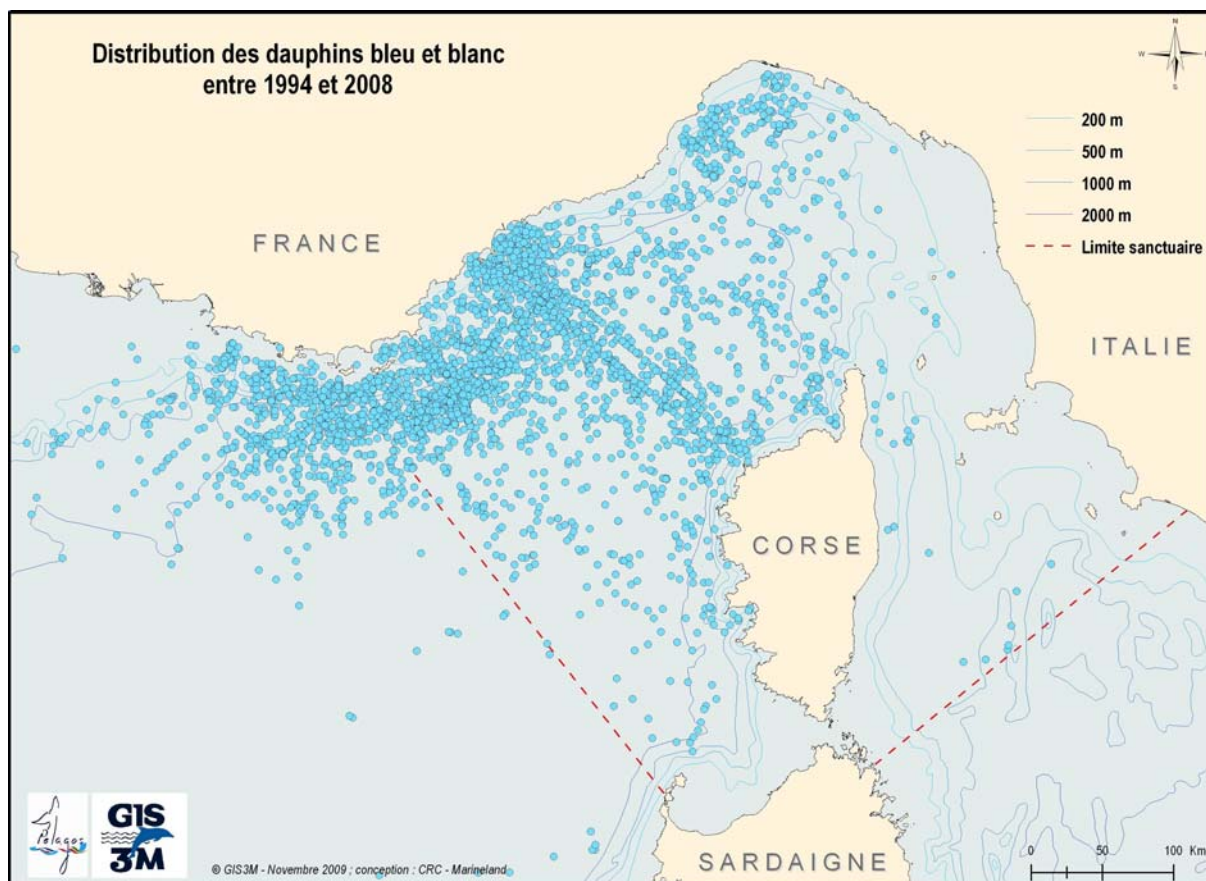 Distribution des dauphins bleu et blanc
entre 1994 et 2008
N
S
200 m
500 m
1000 m
2000 m
Limite sanctuaire
FRANCE
ITALIE
CORSE
SARDAIGNE
Pelagos
GIS
3M
© GIS3M - Novembre 2009 ; conception : CRC - Marineland
0 50 100 Km